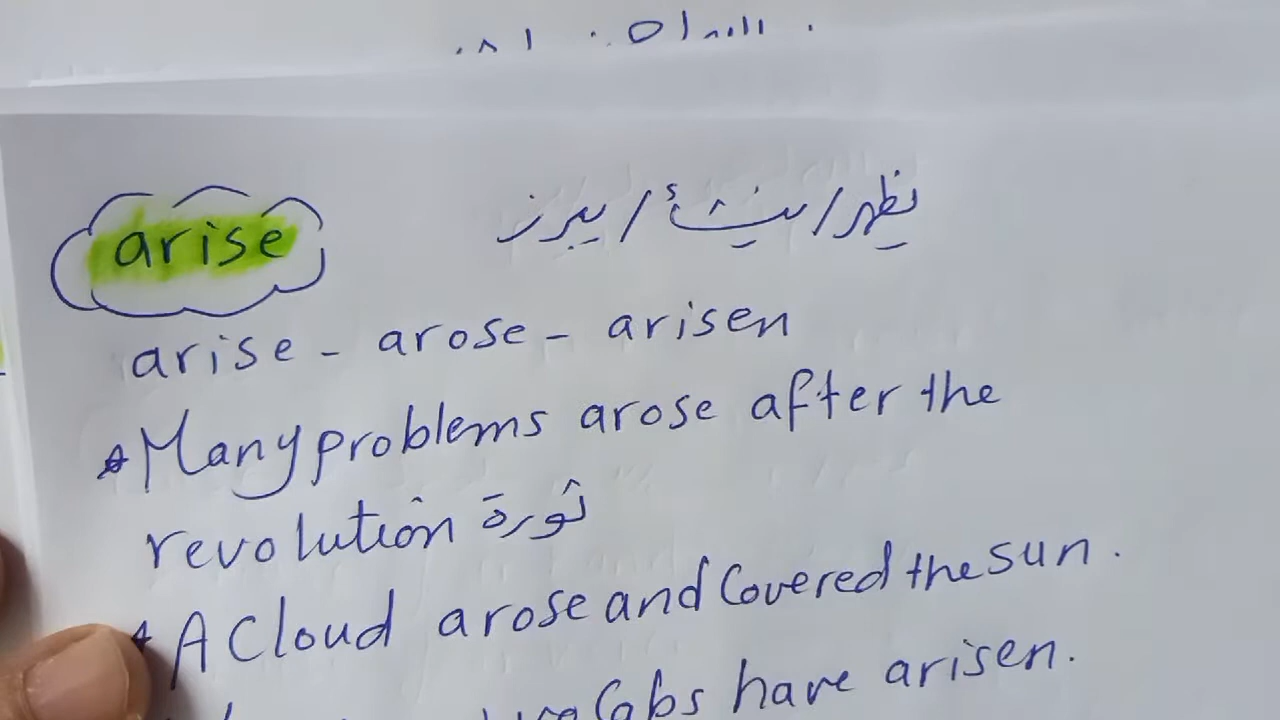 arise يظهر / ينشأ / يبرز
arise - arose - arisen
Many problems arose after the
revolution ثورة
A Cloud arose and Covered the sun.
have arisen.